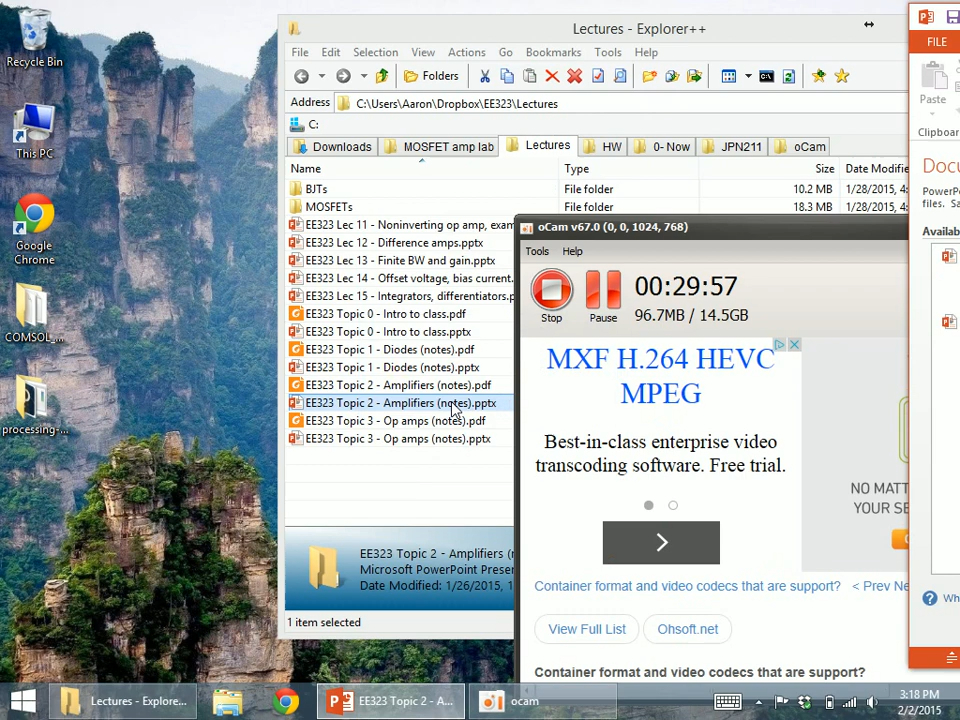 Recycle Bin
This PC
Google
Chrome
COMSOL_...
processing-...
Lectures - Explorer++
File Edit Selection View Actions Go Bookmarks Tools Help
Folders
Address C:\Users\Aaron\Dropbox\EE323\Lectures
C:
Downloads MOSFET amp lab Lectures HW 0- Now JPN211 oCam
Name Type Size Date Modifie
BJTs File folder 10.2 MB 1/28/2015, 4:
MOSFETs File folder 18.3 MB 1/28/2015, 4:
EE323 Lec 11 - Noninverting op amp, exam
EE323 Lec 12 - Difference amps.pptx
EE323 Lec 13 - Finite BW and gain.pptx
EE323 Lec 14 - Offset voltage, bias current.
EE323 Lec 15 - Integrators, differentiators.p
EE323 Topic 0 - Intro to class.pdf
EE323 Topic 0 - Intro to class.pptx
EE323 Topic 1 - Diodes (notes).pdf
EE323 Topic 1 - Diodes (notes).pptx
EE323 Topic 2 - Amplifiers (notes).pdf
EE323 Topic 2 - Amplifiers (notes).pptx
EE323 Topic 3 - Op amps (notes).pdf
EE323 Topic 3 - Op amps (notes).pptx
EE323 Topic 2 - Amplifiers (n
Microsoft PowerPoint Presen
Date Modified: 1/26/2015, 1
1 item selected
oCam v67.0 (0, 0, 1024, 768)
Tools Help
00:29:57
96.7MB / 14.5GB
Stop Pause
MXF H.264 HEVC
MPEG
Best-in-class enterprise video
transcoding software. Free trial.
NO MATT
YOUR SE
Container format and video codecs that are support? < Prev Ne
View Full List Ohsoft.net
Container format and video codecs that are support?
FILE
Paste
Clipboard
Docu
PowerP
files. Sa
Availab
Wh
Lectures - Explore...
EE323 Topic 2 - A...
ocam
3:18 PM
2/2/2015